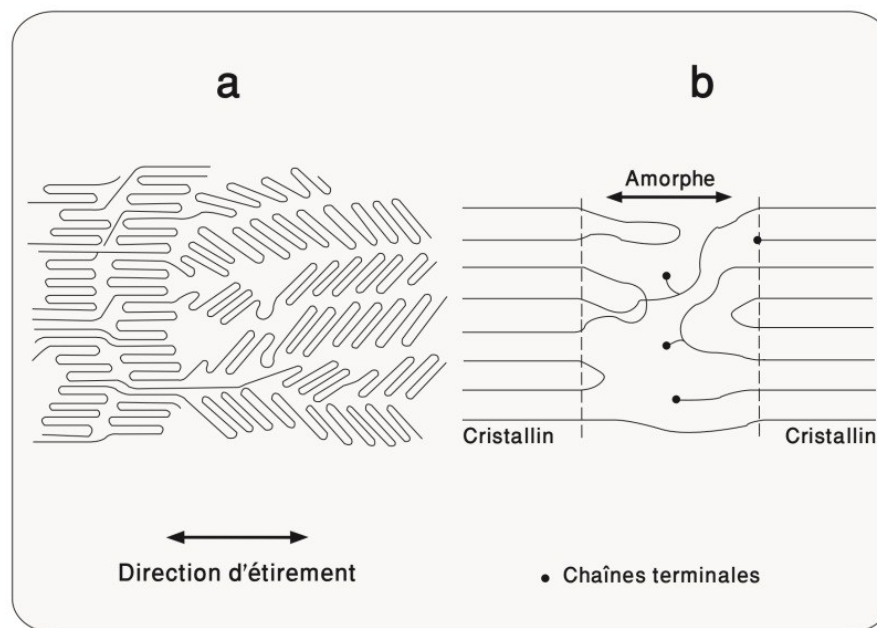 a
b
Amorphe
Cristallin
Cristallin
Direction d'étirement
• Chaînes terminales